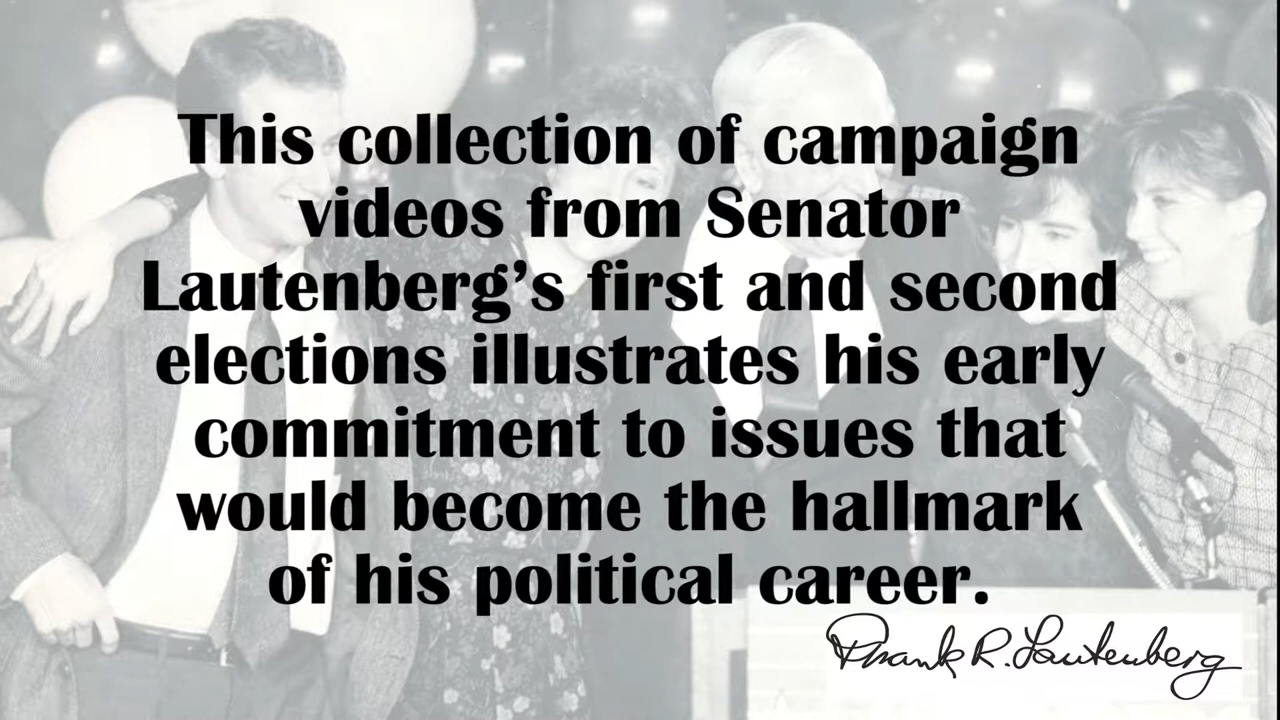 This collection of campaign
videos from Senator
Lautenberg’s first and second
elections illustrates his early
commitment to issues that
would become the hallmark
of his political career.
Frank R. Lautenberg